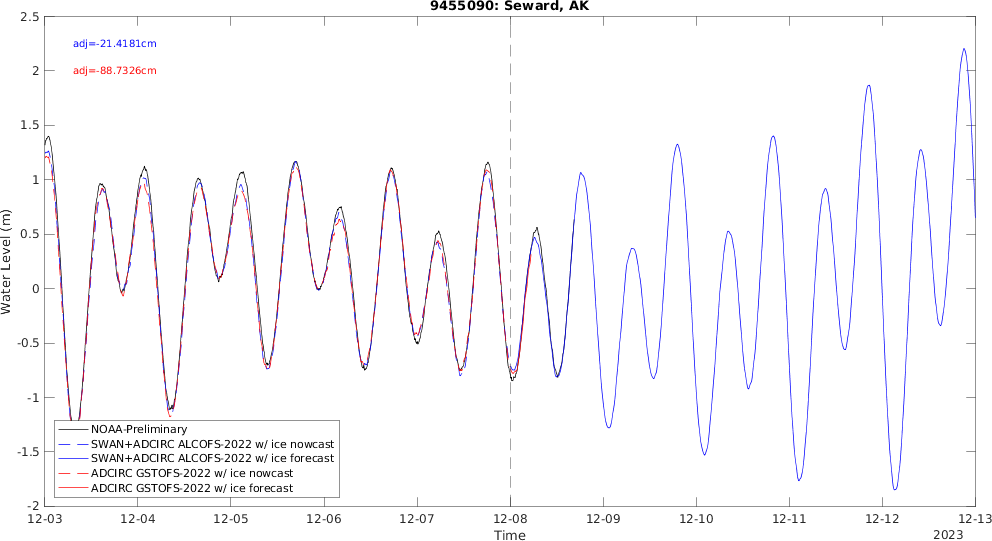 9455090: Seward, AK
adj=-21.4181cm
adj=-88.7326cm
Water Level (m)
2.5
2
1.5
1
0.5
0
-0.5
-1
-1.5
-2
NOAA-Preliminary
SWAN+ADCIRC ALCOFS-2022 w/ ice nowcast
SWAN+ADCIRC ALCOFS-2022 w/ ice forecast
ADCIRC GSTOFS-2022 w/ ice nowcast
ADCIRC GSTOFS-2022 w/ ice forecast
12-03 12-04 12-05 12-06 12-07 12-08 12-09 12-10 12-11 12-12 12-13
Time
2023